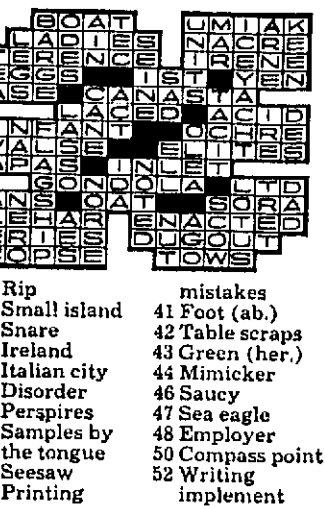 BOAT UMIAK
LADIES NACRE
ERENCE IRENE
EGGS IST YEN
ASE CANASTA
LACED ACID
NFANT OCHRE
VALSE ELITES
APAS INLET
GONDOLA LTD
ANS OAT SORA
LEHAR ENACTED
ERIES DUGOUT
OPSE TOWS
Rip
Small island
Snare
Ireland
Italian city
Disorder
Perspires
Samples by
the tongue
Seesaw
Printing
mistakes
41 Foot (ab.)
42 Table scraps
43 Green (her.)
44 Mimicker
46 Saucy
47 Sea eagle
48 Employer
50 Compass point
52 Writing
implement